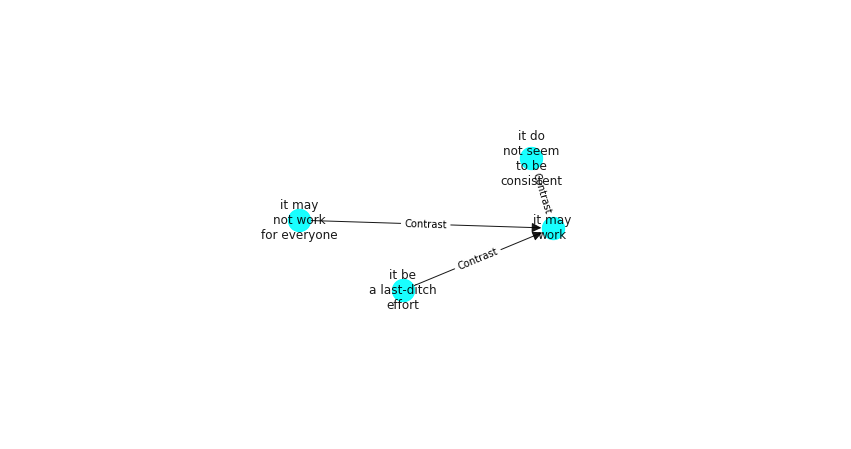 it do
not seem
to be
consistent
Contrast
it may
not work
for everyone
Contrast
it may
work
Contrast
it be
a last-ditch
effort